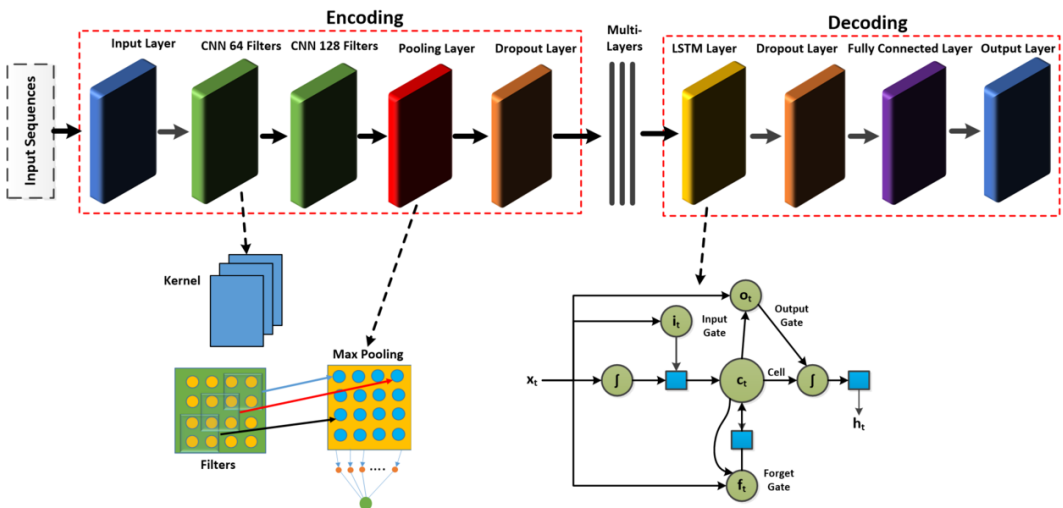 Encoding
Decoding
Input Layer
CNN 64 Filters
CNN 128 Filters
Pooling Layer
Dropout Layer
Multi-
Layers
LSTM Layer
Dropout Layer
Fully Connected Layer
Output Layer
Input Sequences
Kernel
Max Pooling
Filters
....
oₜ
iₜ
Input
Gate
Output
Gate
xₜ
∫
cₜ
Cell
∫
hₜ
fₜ
Forget
Gate